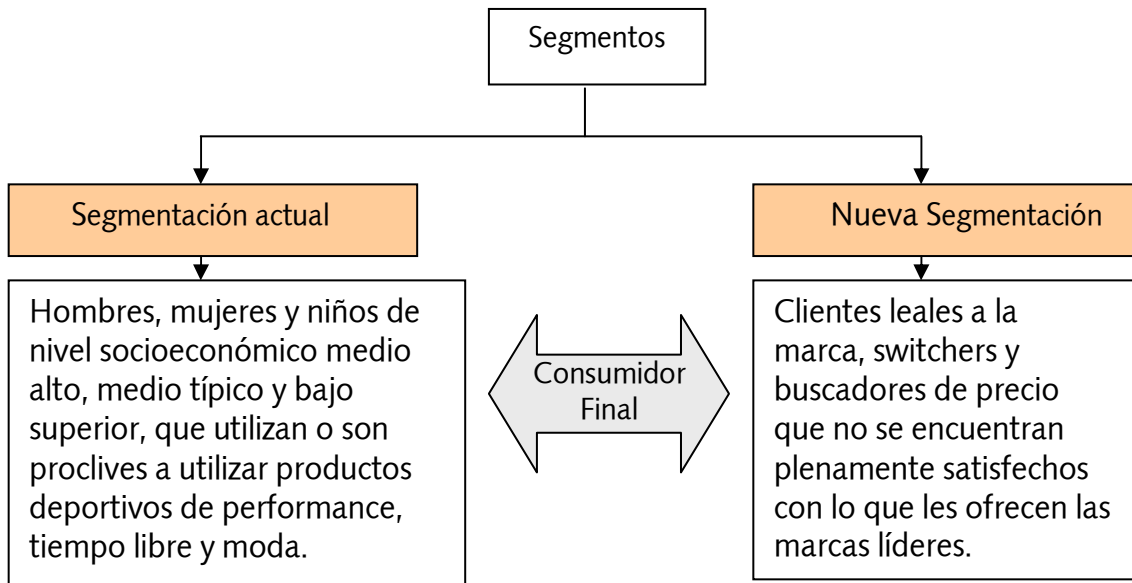 Segmentos
Segmentación actual
Nueva Segmentación
Hombres, mujeres y niños de
nivel socioeconómico medio
alto, medio típico y bajo
superior, que utilizan o son
proclives a utilizar productos
deportivos de performance,
tiempo libre y moda.
Consumidor
Final
Clientes leales a la
marca, switchers y
buscadores de precio
que no se encuentran
plenamente satisfechos
con lo que les ofrecen las
marcas líderes.